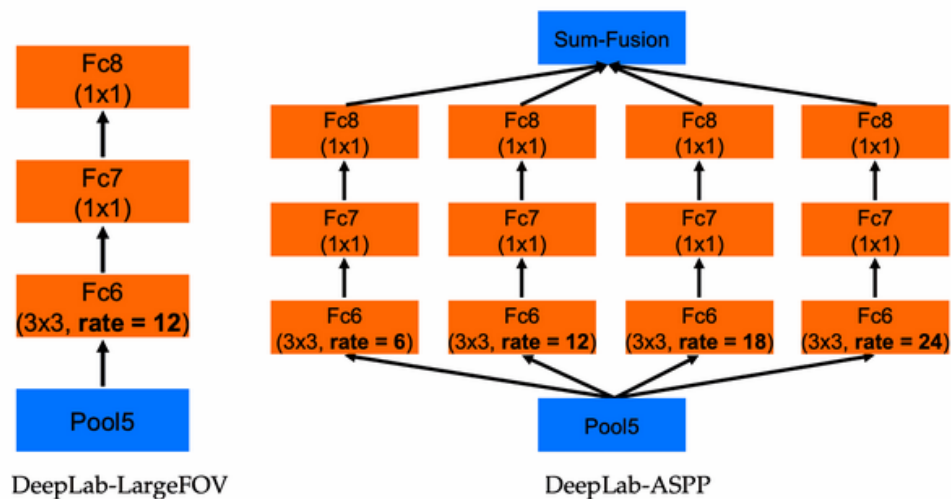 Fc8
(1x1)
Fc7
(1x1)
Fc6
(3x3, rate = 12)
Pool5
DeepLab-LargeFOV
Sum-Fusion
Fc8
(1x1)
Fc8
(1x1)
Fc8
(1x1)
Fc8
(1x1)
Fc7
(1x1)
Fc7
(1x1)
Fc7
(1x1)
Fc7
(1x1)
Fc6
(3x3, rate = 6)
Fc6
(3x3, rate = 12)
Fc6
(3x3, rate = 18)
Fc6
(3x3, rate = 24)
Pool5
DeepLab-ASPP